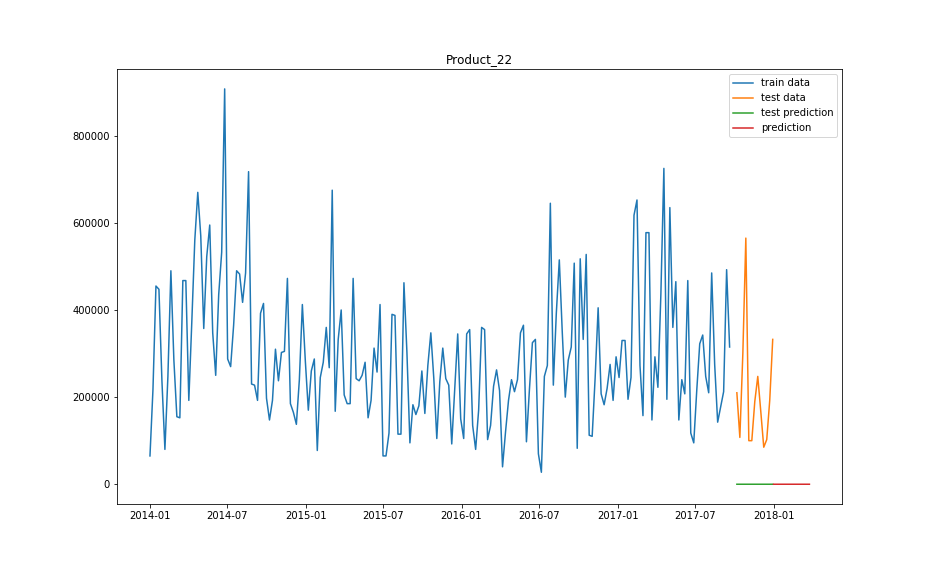 Product_22
train data
test data
test prediction
prediction
800000
600000
400000
200000
0
2014-01 2014-07 2015-01 2015-07 2016-01 2016-07 2017-01 2017-07 2018-01